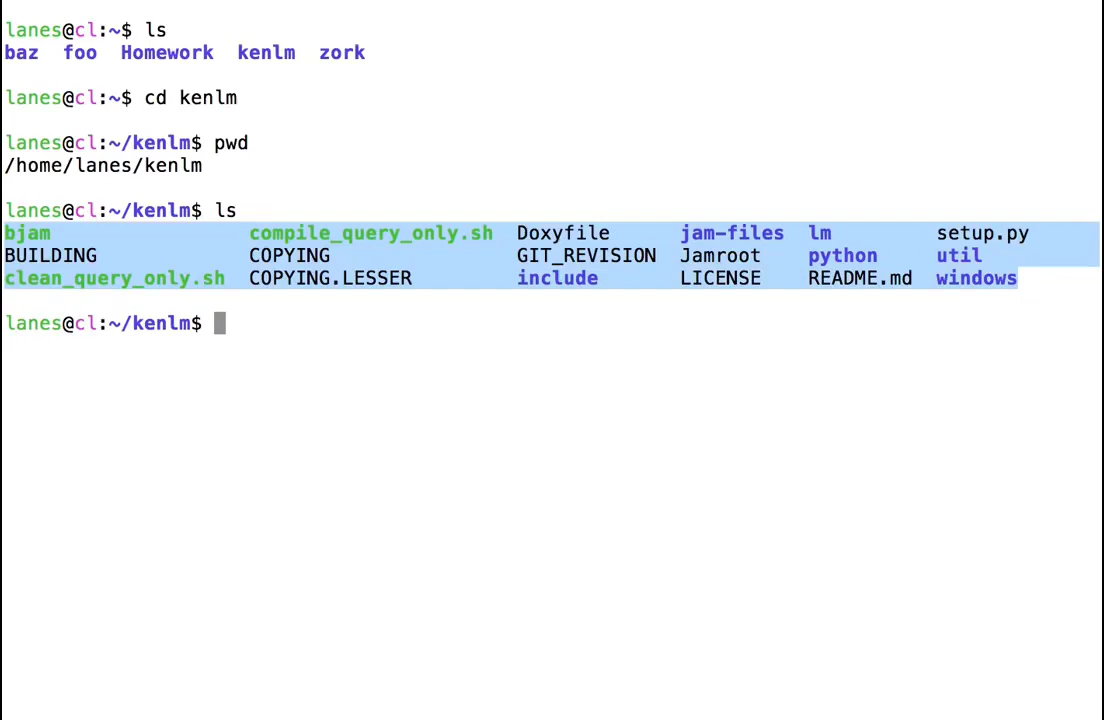 lanes@cl:~$ ls
baz  foo  Homework  kenlm  zork
lanes@cl:~$ cd kenlm
lanes@cl:~/kenlm$ pwd
/home/lanes/kenlm
lanes@cl:~/kenlm$ ls
bjam                 compile_query_only.sh  Doxyfile      jam-files  lm         setup.py
BUILDING             COPYING                GIT_REVISION  Jamroot    python     util
clean_query_only.sh  COPYING.LESSER         include       LICENSE    README.md  windows
lanes@cl:~/kenlm$